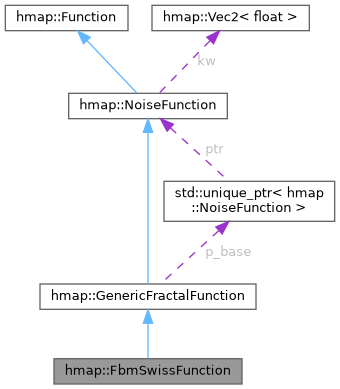 hmap::Function
hmap::Vec2< float >
kw
hmap::NoiseFunction
ptr
std::unique_ptr< hmap
::NoiseFunction >
p_base
hmap::GenericFractalFunction
hmap::FbmSwissFunction